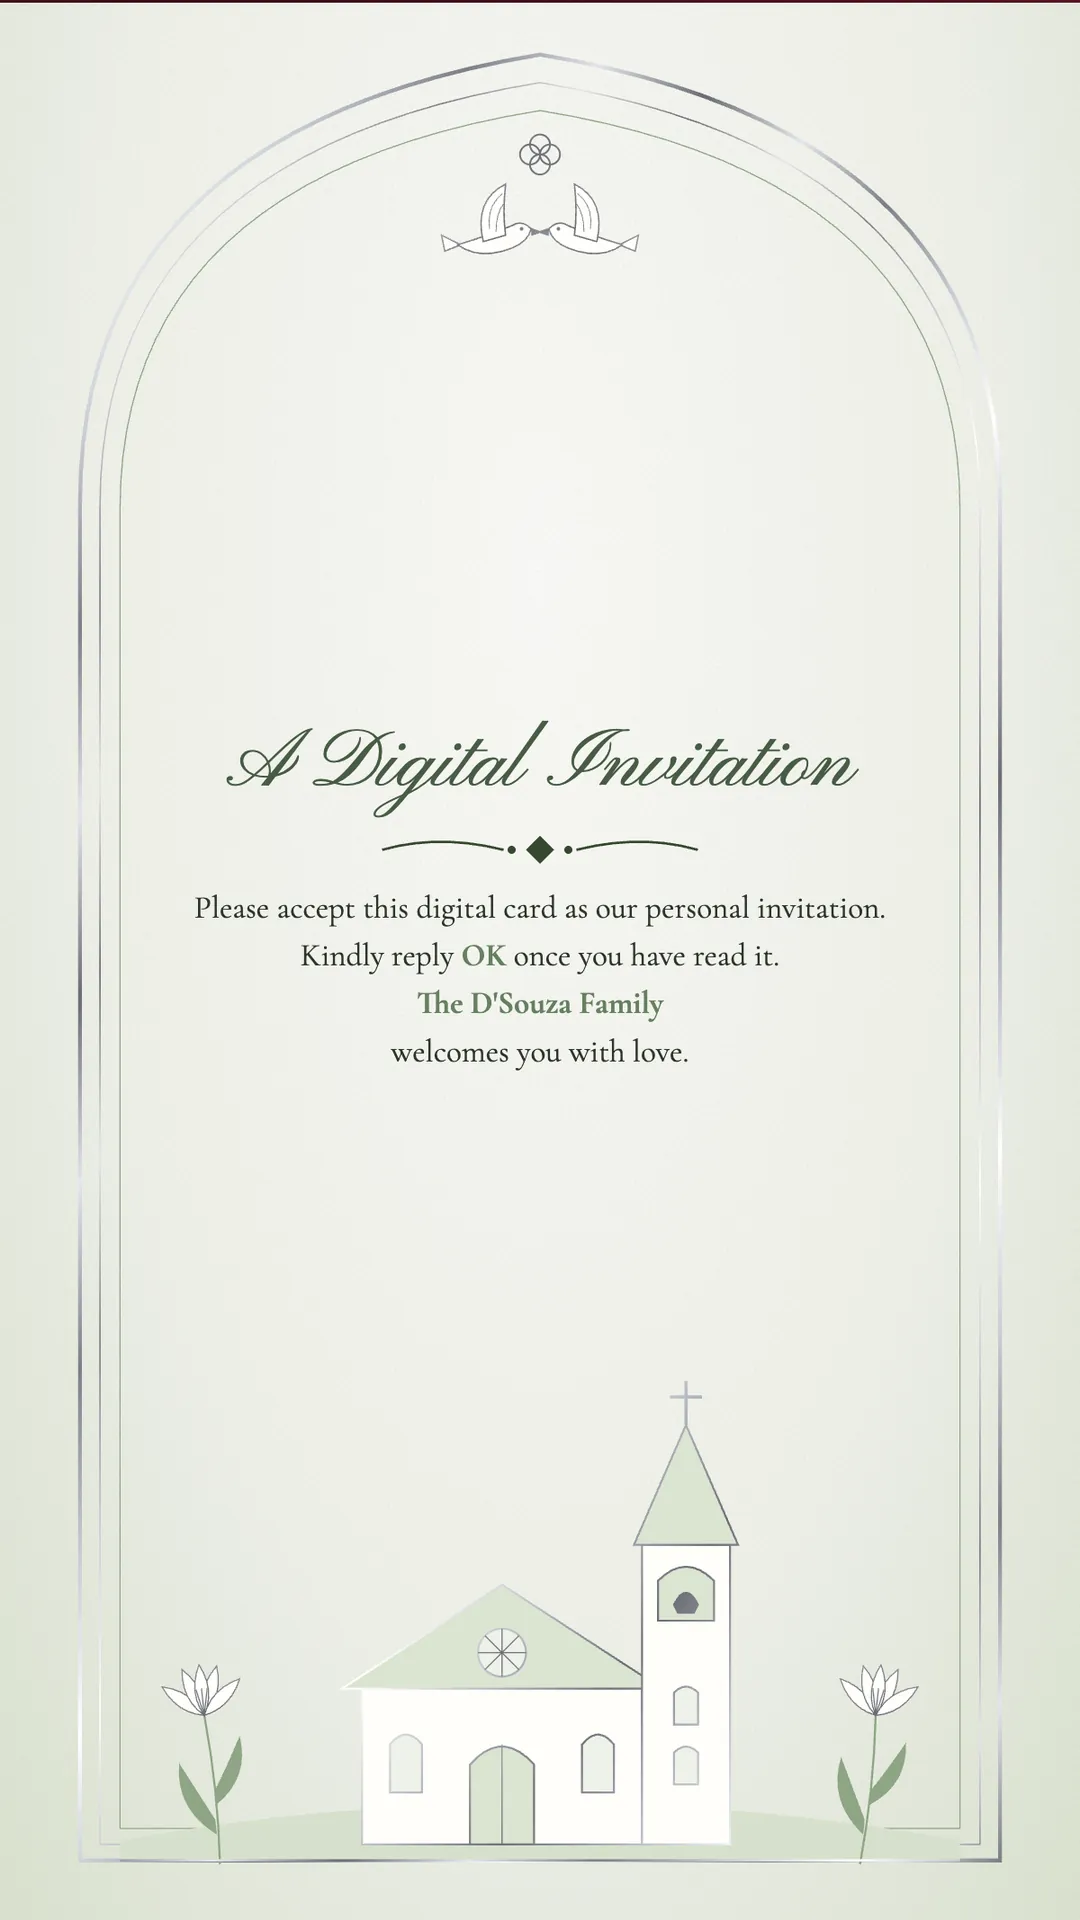 A Digital Invitation
Please accept this digital card as our personal invitation.
Kindly reply OK once you have read it.
The D'Souza Family
welcomes you with love.